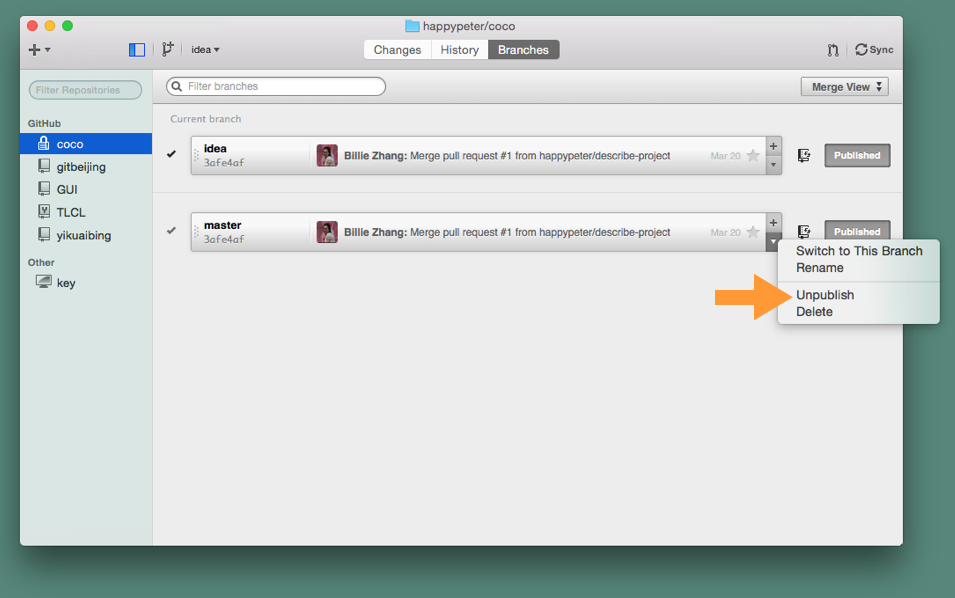 happypeter/coco
idea
Changes
History
Branches
Sync
Filter Repositories
Filter branches
Merge View
GitHub
coco
gitbeijing
GUI
TLCL
yikuaibing
Other
key
Current branch
idea
3afe4af
Billie Zhang: Merge pull request #1 from happypeter/describe-project
Mar 20
Published
master
3afe4af
Billie Zhang: Merge pull request #1 from happypeter/describe-project
Mar 20
Published
Switch to This Branch
Rename
Unpublish
Delete